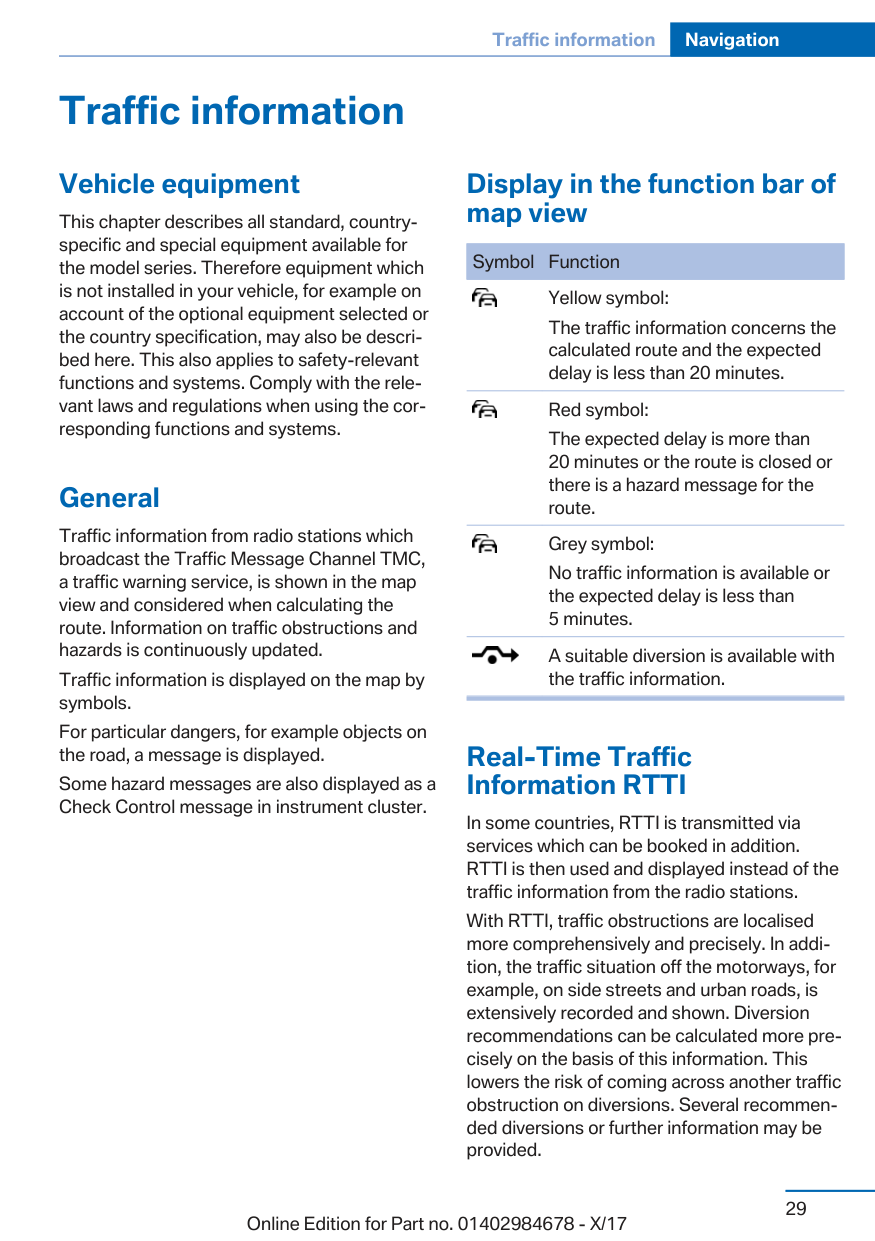 Traffic information Navigation
Traffic information
Vehicle equipment
This chapter describes all standard, country-
specific and special equipment available for
the model series. Therefore equipment which
is not installed in your vehicle, for example on
account of the optional equipment selected or
the country specification, may also be descri-
bed here. This also applies to safety-relevant
functions and systems. Comply with the rele-
vant laws and regulations when using the cor-
responding functions and systems.
General
Traffic information from radio stations which
broadcast the Traffic Message Channel TMC,
a traffic warning service, is shown in the map
view and considered when calculating the
route. Information on traffic obstructions and
hazards is continuously updated.
Traffic information is displayed on the map by
symbols.
For particular dangers, for example objects on
the road, a message is displayed.
Some hazard messages are also displayed as a
Check Control message in instrument cluster.
Display in the function bar of
map view
Symbol Function
Yellow symbol:
The traffic information concerns the
calculated route and the expected
delay is less than 20 minutes.
Red symbol:
The expected delay is more than
20 minutes or the route is closed or
there is a hazard message for the
route.
Grey symbol:
No traffic information is available or
the expected delay is less than
5 minutes.
A suitable diversion is available with
the traffic information.
Real-Time Traffic
Information RTTI
In some countries, RTTI is transmitted via
services which can be booked in addition.
RTTI is then used and displayed instead of the
traffic information from the radio stations.
With RTTI, traffic obstructions are localised
more comprehensively and precisely. In addi-
tion, the traffic situation off the motorways, for
example, on side streets and urban roads, is
extensively recorded and shown. Diversion
recommendations can be calculated more pre-
cisely on the basis of this information. This
lowers the risk of coming across another traffic
obstruction on diversions. Several recommen-
ded diversions or further information may be
provided.
29
Online Edition for Part no. 01402984678 - X/17